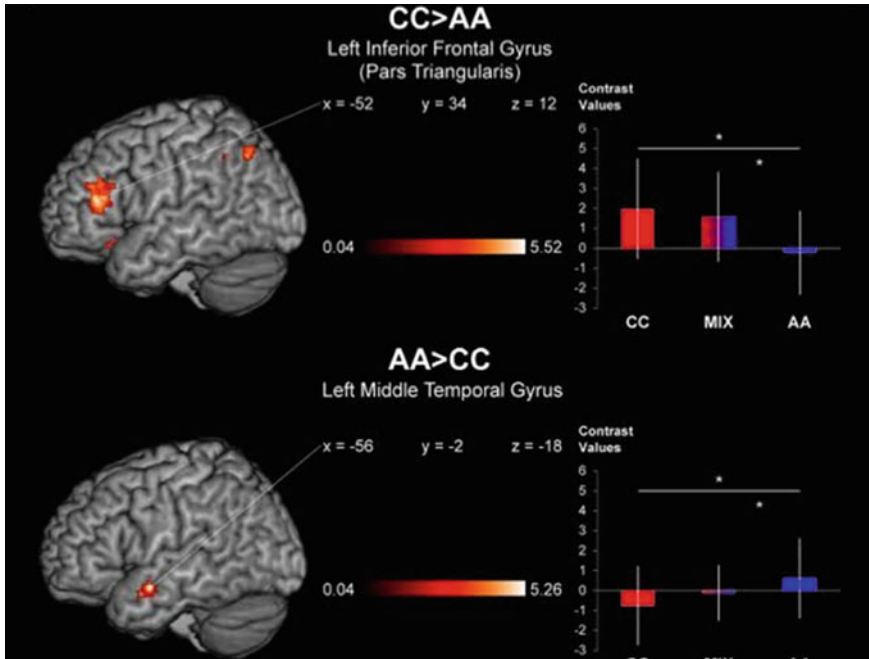 CC>AA
Left Inferior Frontal Gyrus
(Pars Triangularis)
x = -52 y = 34 z = 12
0.04 5.52
Contrast
Values
6
5
4
3
2
1
0
-1
-2
-3
*
*
CC MIX AA
AA>CC
Left Middle Temporal Gyrus
x = -56 y = -2 z = -18
0.04 5.26
Contrast
Values
6
5
4
3
2
1
0
-1
-2
-3
*
*